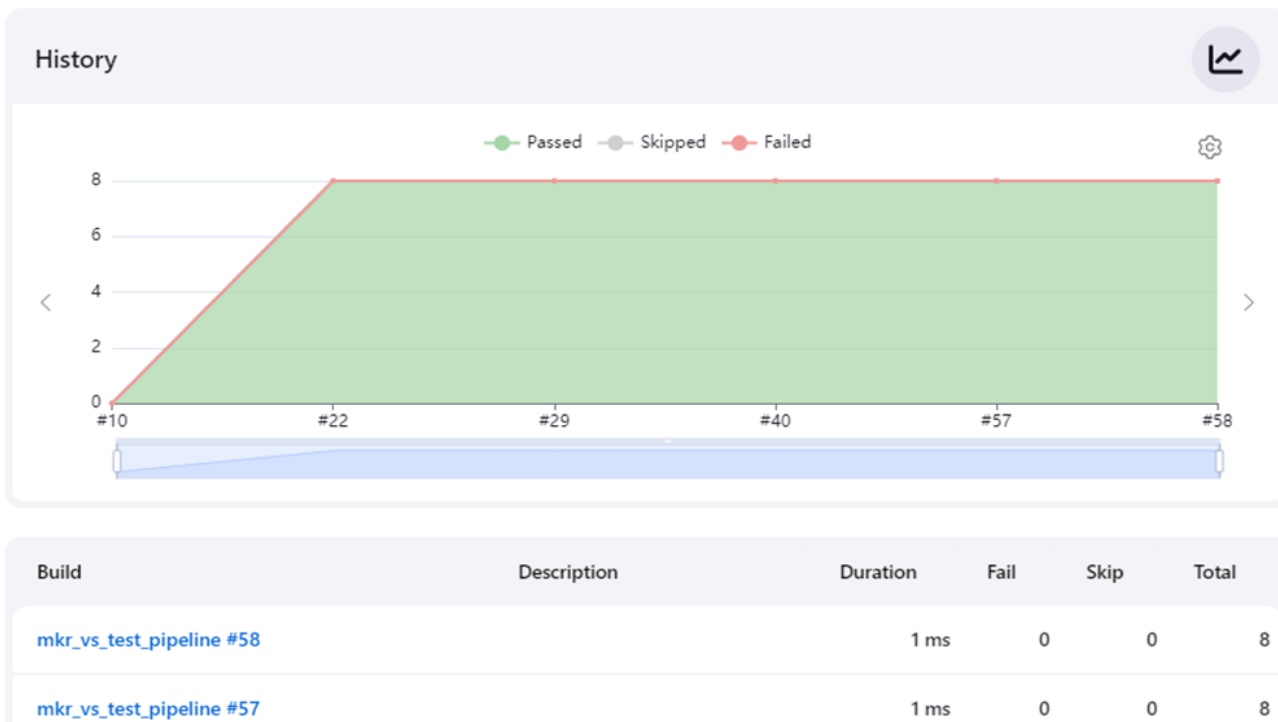 History
Passed Skipped Failed
8
6
4
2
0
#10 #22 #29 #40 #57 #58
Build Description Duration Fail Skip Total
mkr_vs_test_pipeline #58 1 ms 0 0 8
mkr_vs_test_pipeline #57 1 ms 0 0 8